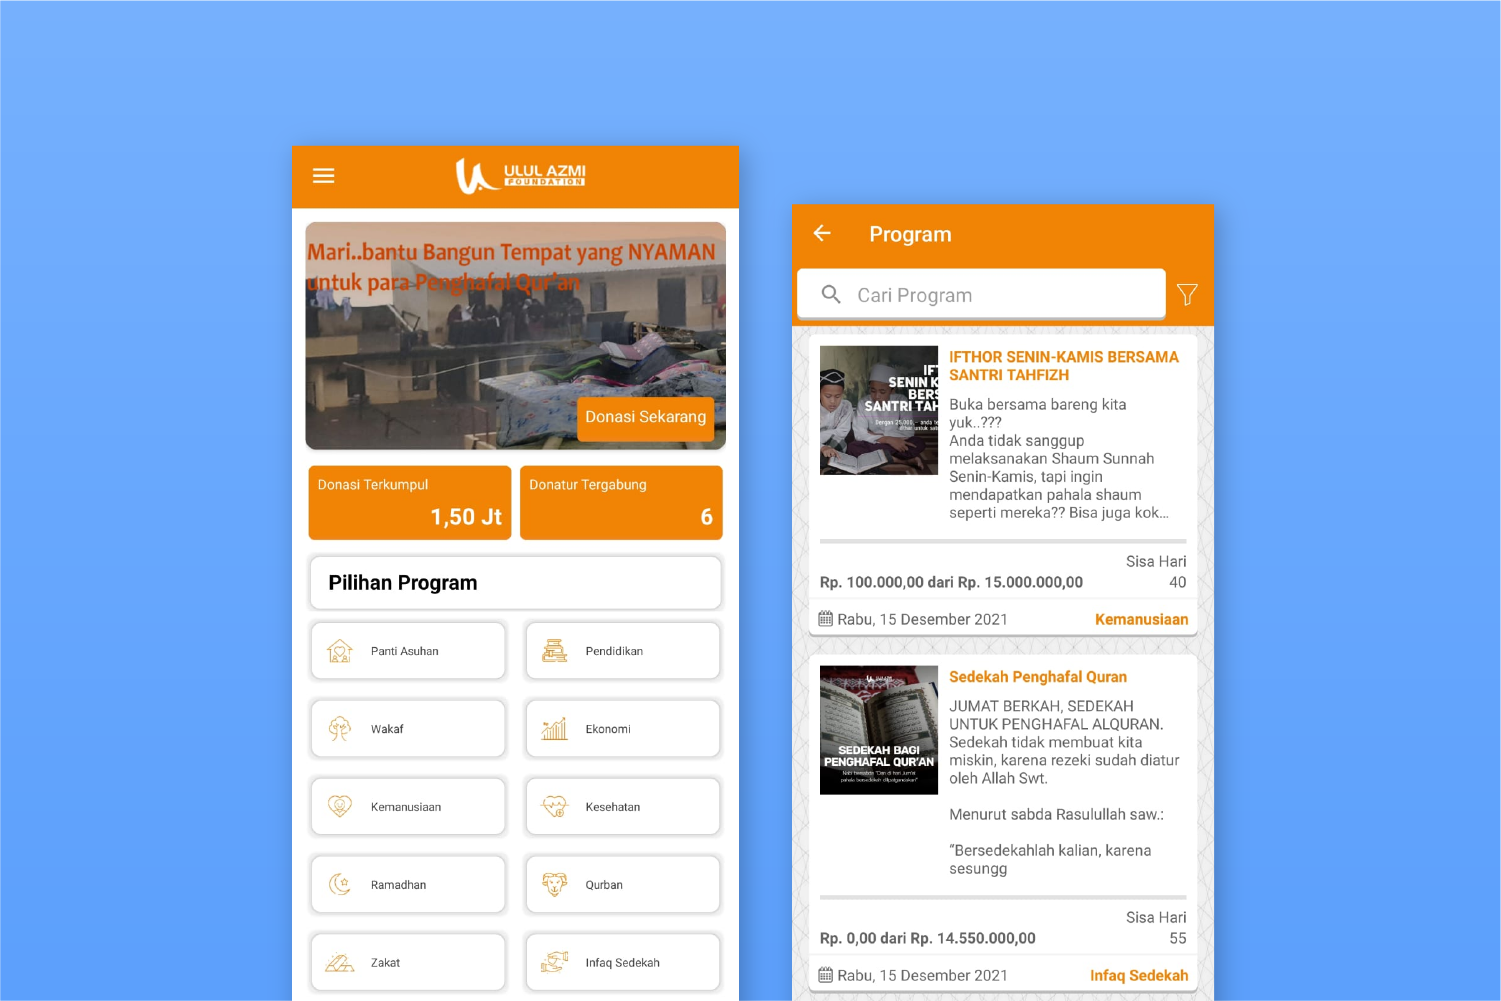 ULUL AZMI
FOUNDATION
Mari..bantu Bangun Tempat yang NYAMAN
untuk para Penghafal Qur'an
Donasi Sekarang
Donasi Terkumpul
1,50 Jt
Donatur Tergabung
6
Pilihan Program
Panti Asuhan
Pendidikan
Wakaf
Ekonomi
Kemanusiaan
Kesehatan
Ramadhan
Qurban
Zakat
Infaq Sedekah
Program
Cari Program
IFT
SENIN K
BERS
SANTRI TAH
IFTHOR SENIN-KAMIS BERSAMA
SANTRI TAHFIZH
Buka bersama bareng kita
yuk..???
Anda tidak sanggup
melaksanakan Shaum Sunnah
Senin-Kamis, tapi ingin
mendapatkan pahala shaum
seperti mereka?? Bisa juga kok...
Sisa Hari
Rp. 100.000,00 dari Rp. 15.000.000,00
40
Rabu, 15 Desember 2021
Kemanusiaan
SEDEKAH BAGI
PENGHAFAL QUR'AN
Sedekah Penghafal Quran
JUMAT BERKAH, SEDEKAH
UNTUK PENGHAFAL ALQURAN.
Sedekah tidak membuat kita
miskin, karena rezeki sudah diatur
oleh Allah Swt.
Menurut sabda Rasulullah saw.:
“Bersedekahlah kalian, karena
sesungg
Sisa Hari
Rp. 0,00 dari Rp. 14.550.000,00
55
Rabu, 15 Desember 2021
Infaq Sedekah